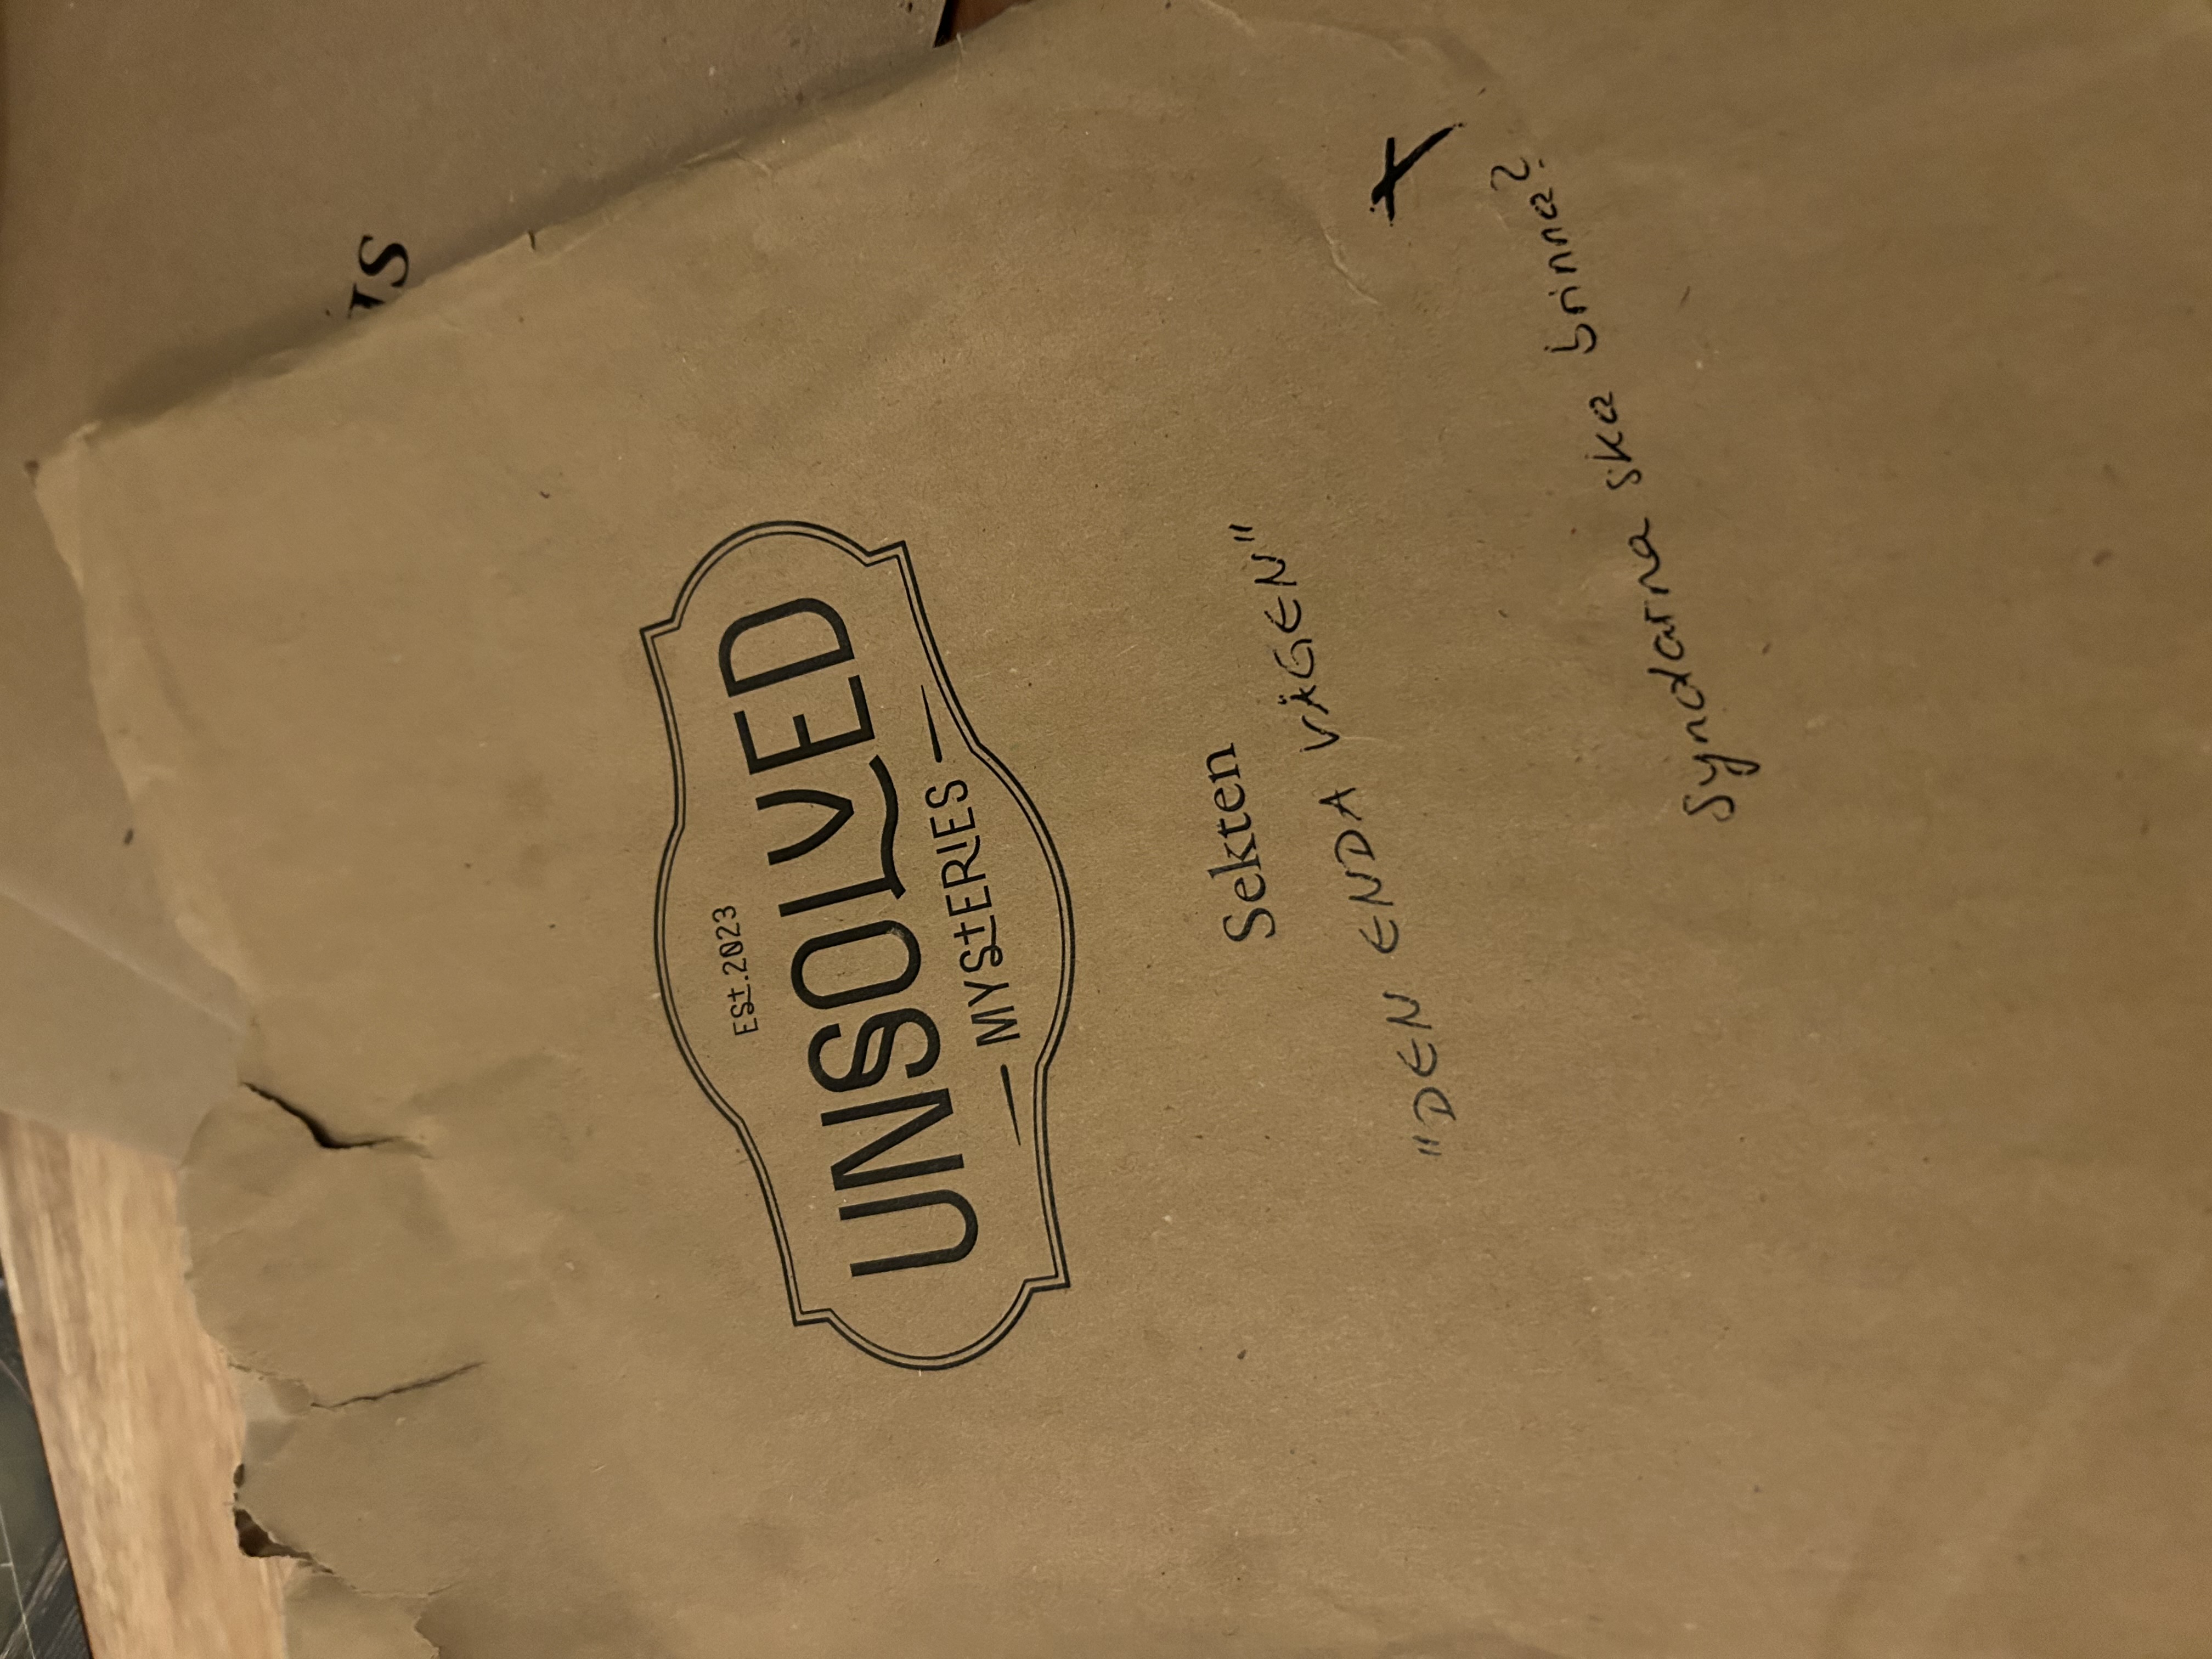 EST.2023
UNSOLVED
MYSTERIES
Sekten
"DEN ENDA VÄGEN"
Syndarna ska brinna?